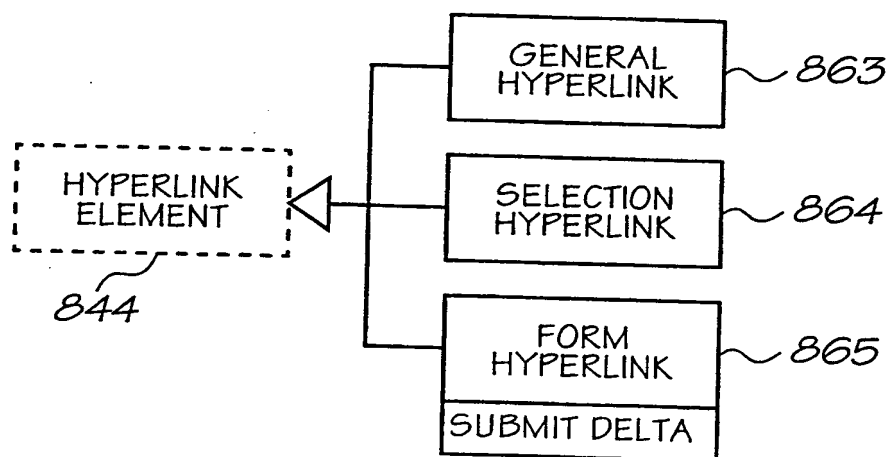 GENERAL
HYPERLINK
863
HYPERLINK
ELEMENT
844
SELECTION
HYPERLINK
864
FORM
HYPERLINK
865
SUBMIT DELTA